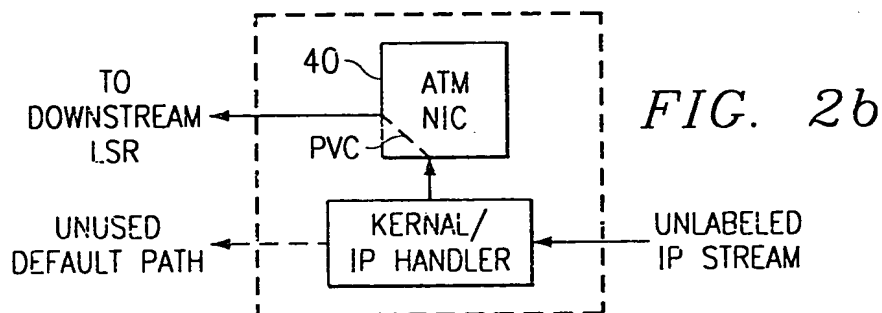 TO
DOWNSTREAM
LSR
40
ATM
NIC
PVC
FIG. 2b
UNUSED
DEFAULT PATH
KERNAL/
IP HANDLER
UNLABELED
IP STREAM